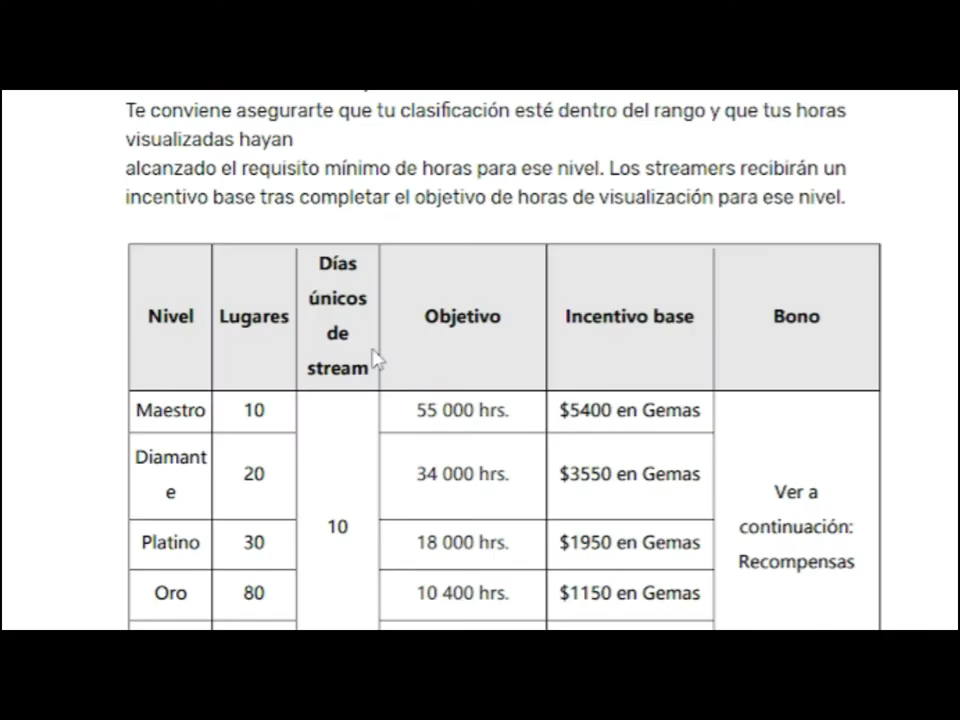 Te conviene asegurarte que tu clasificación esté dentro del rango y que tus horas
visualizadas hayan
alcanzado el requisito mínimo de horas para ese nivel. Los streamers recibirán un
incentivo base tras completar el objetivo de horas de visualización para ese nivel.
Nivel Lugares Días únicos de stream Objetivo Incentivo base Bono
Maestro 10 55 000 hrs. $5400 en Gemas
Diamant
e 20 34 000 hrs. $3550 en Gemas
10
Ver a
continuación:
Recompensas
Platino 30 18 000 hrs. $1950 en Gemas
Oro 80 10 400 hrs. $1150 en Gemas